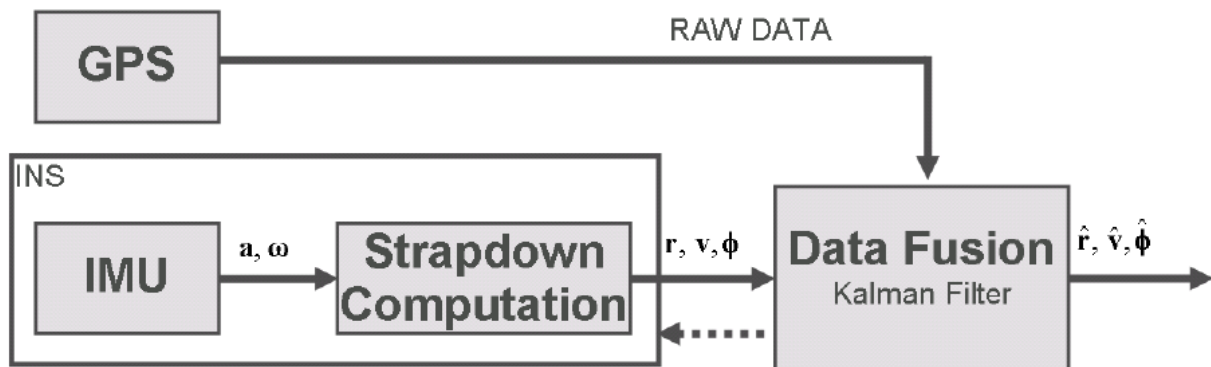 GPS
RAW DATA
INS
IMU
a, ω
Strapdown
Computation
r, v, ϕ
Data Fusion
Kalman Filter
r̂, v̂, ϕ̂